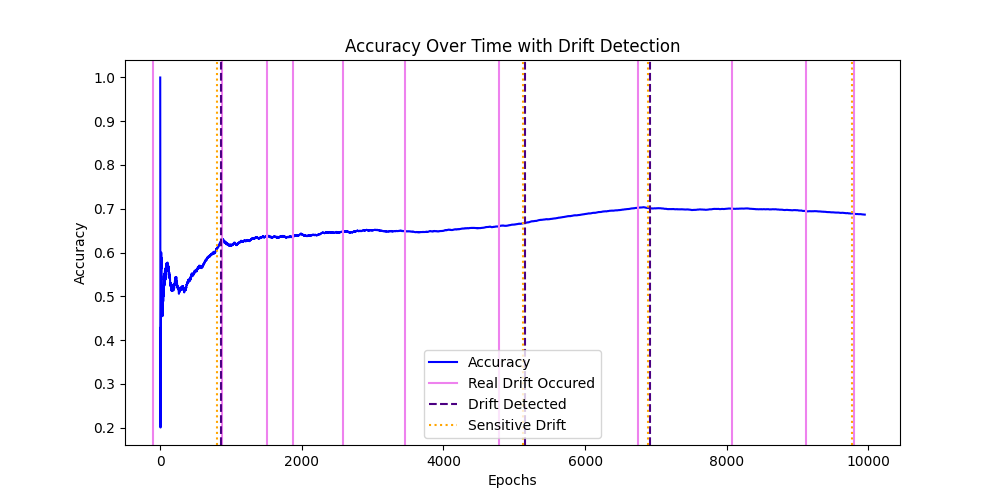 Accuracy Over Time with Drift Detection
1.0
0.9
0.8
0.7
0.6
0.5
0.4
0.3
0.2
Accuracy
Accuracy
Real Drift Occured
Drift Detected
Sensitive Drift
0 2000 4000 6000 8000 10000
Epochs